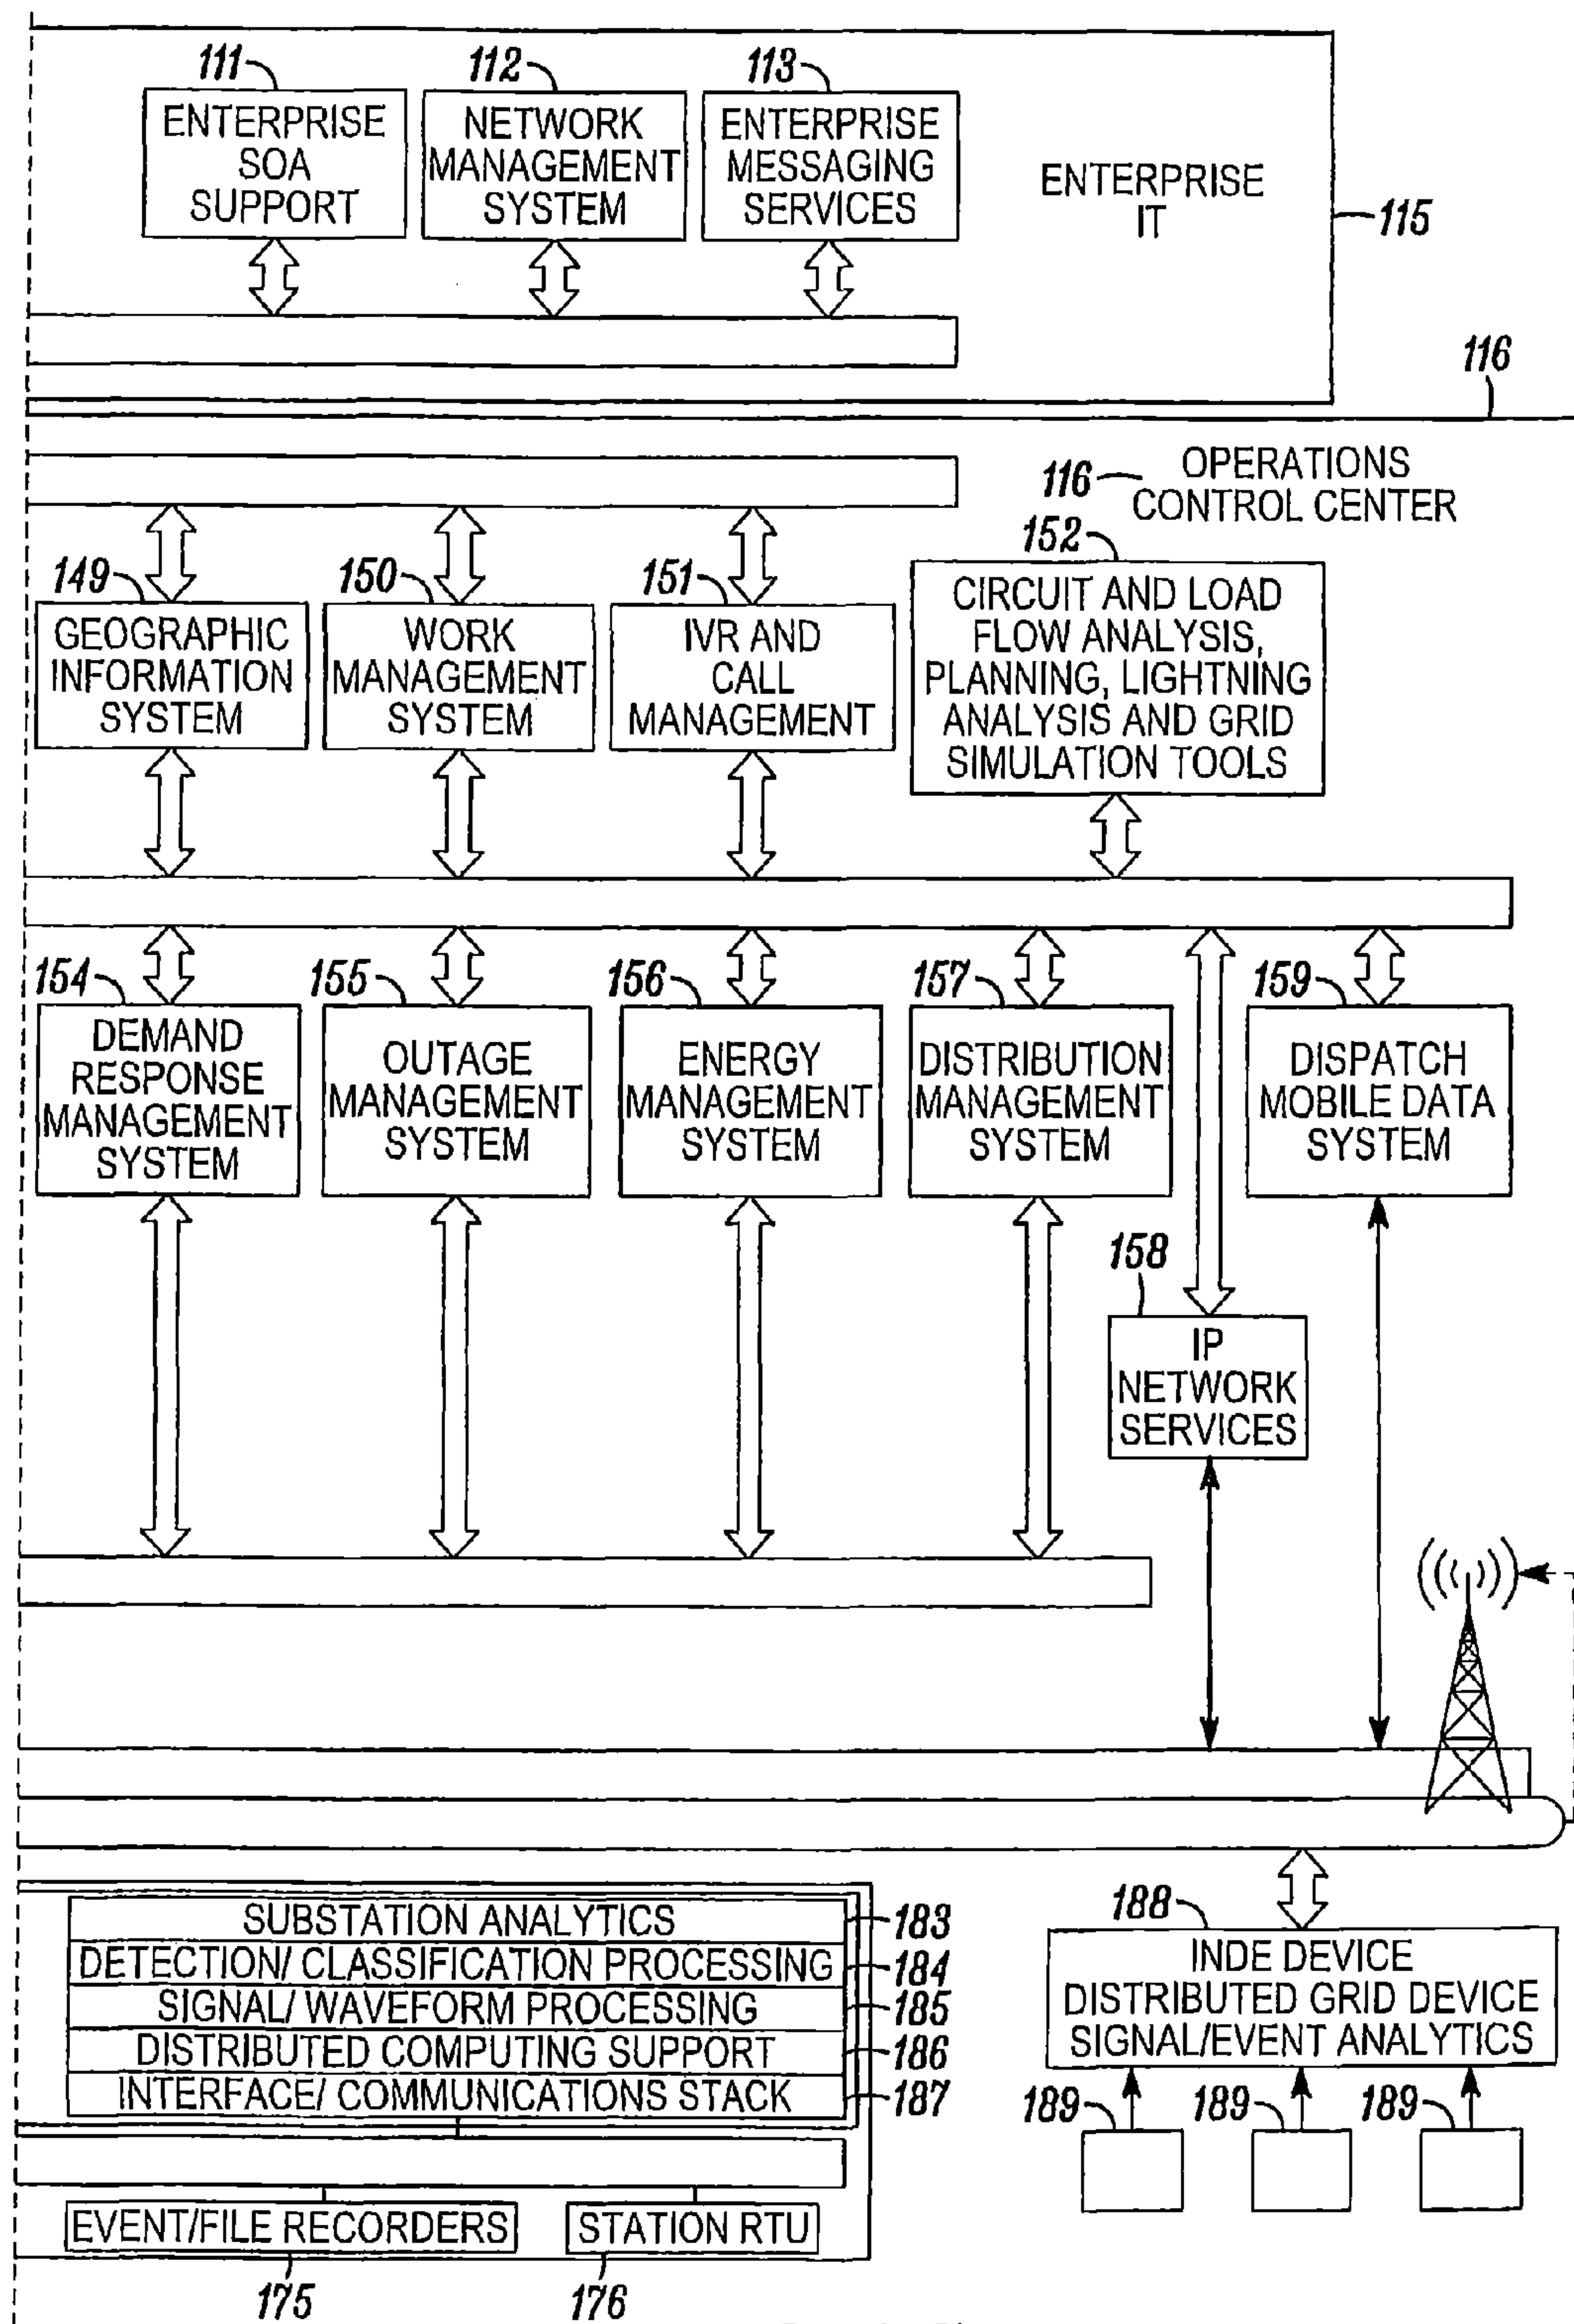 111
112
113
ENTERPRISE
SOA
SUPPORT
NETWORK
MANAGEMENT
SYSTEM
ENTERPRISE
MESSAGING
SERVICES
ENTERPRISE
IT
115
116
116
OPERATIONS
CONTROL CENTER
149
150
151
152
GEOGRAPHIC
INFORMATION
SYSTEM
WORK
MANAGEMENT
SYSTEM
IVR AND
CALL
MANAGEMENT
CIRCUIT AND LOAD
FLOW ANALYSIS,
PLANNING, LIGHTNING
ANALYSIS AND GRID
SIMULATION TOOLS
154
155
156
157
159
DEMAND
RESPONSE
MANAGEMENT
SYSTEM
OUTAGE
MANAGEMENT
SYSTEM
ENERGY
MANAGEMENT
SYSTEM
DISTRIBUTION
MANAGEMENT
SYSTEM
DISPATCH
MOBILE DATA
SYSTEM
158
IP
NETWORK
SERVICES
SUBSTATION ANALYTICS
183
DETECTION/ CLASSIFICATION PROCESSING
184
SIGNAL/ WAVEFORM PROCESSING
185
DISTRIBUTED COMPUTING SUPPORT
186
INTERFACE/ COMMUNICATIONS STACK
187
188
INDE DEVICE
DISTRIBUTED GRID DEVICE
SIGNAL/EVENT ANALYTICS
189
189
189
EVENT/FILE RECORDERS
STATION RTU
175
176